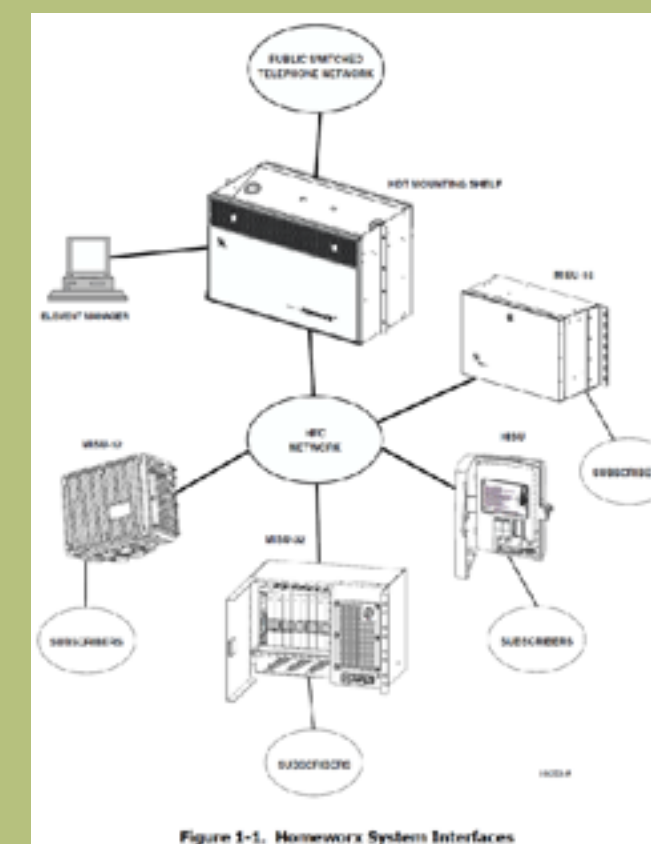 PUBLIC SWITCHED
TELEPHONE NETWORK
HDT MOUNTING SHELF
ELEMENT MANAGER
HFC
NETWORK
HISU
SUBSCRIBERS
SUBSCRIBERS
SUBSCRIBERS
Figure 1-1. Homeworx System Interfaces